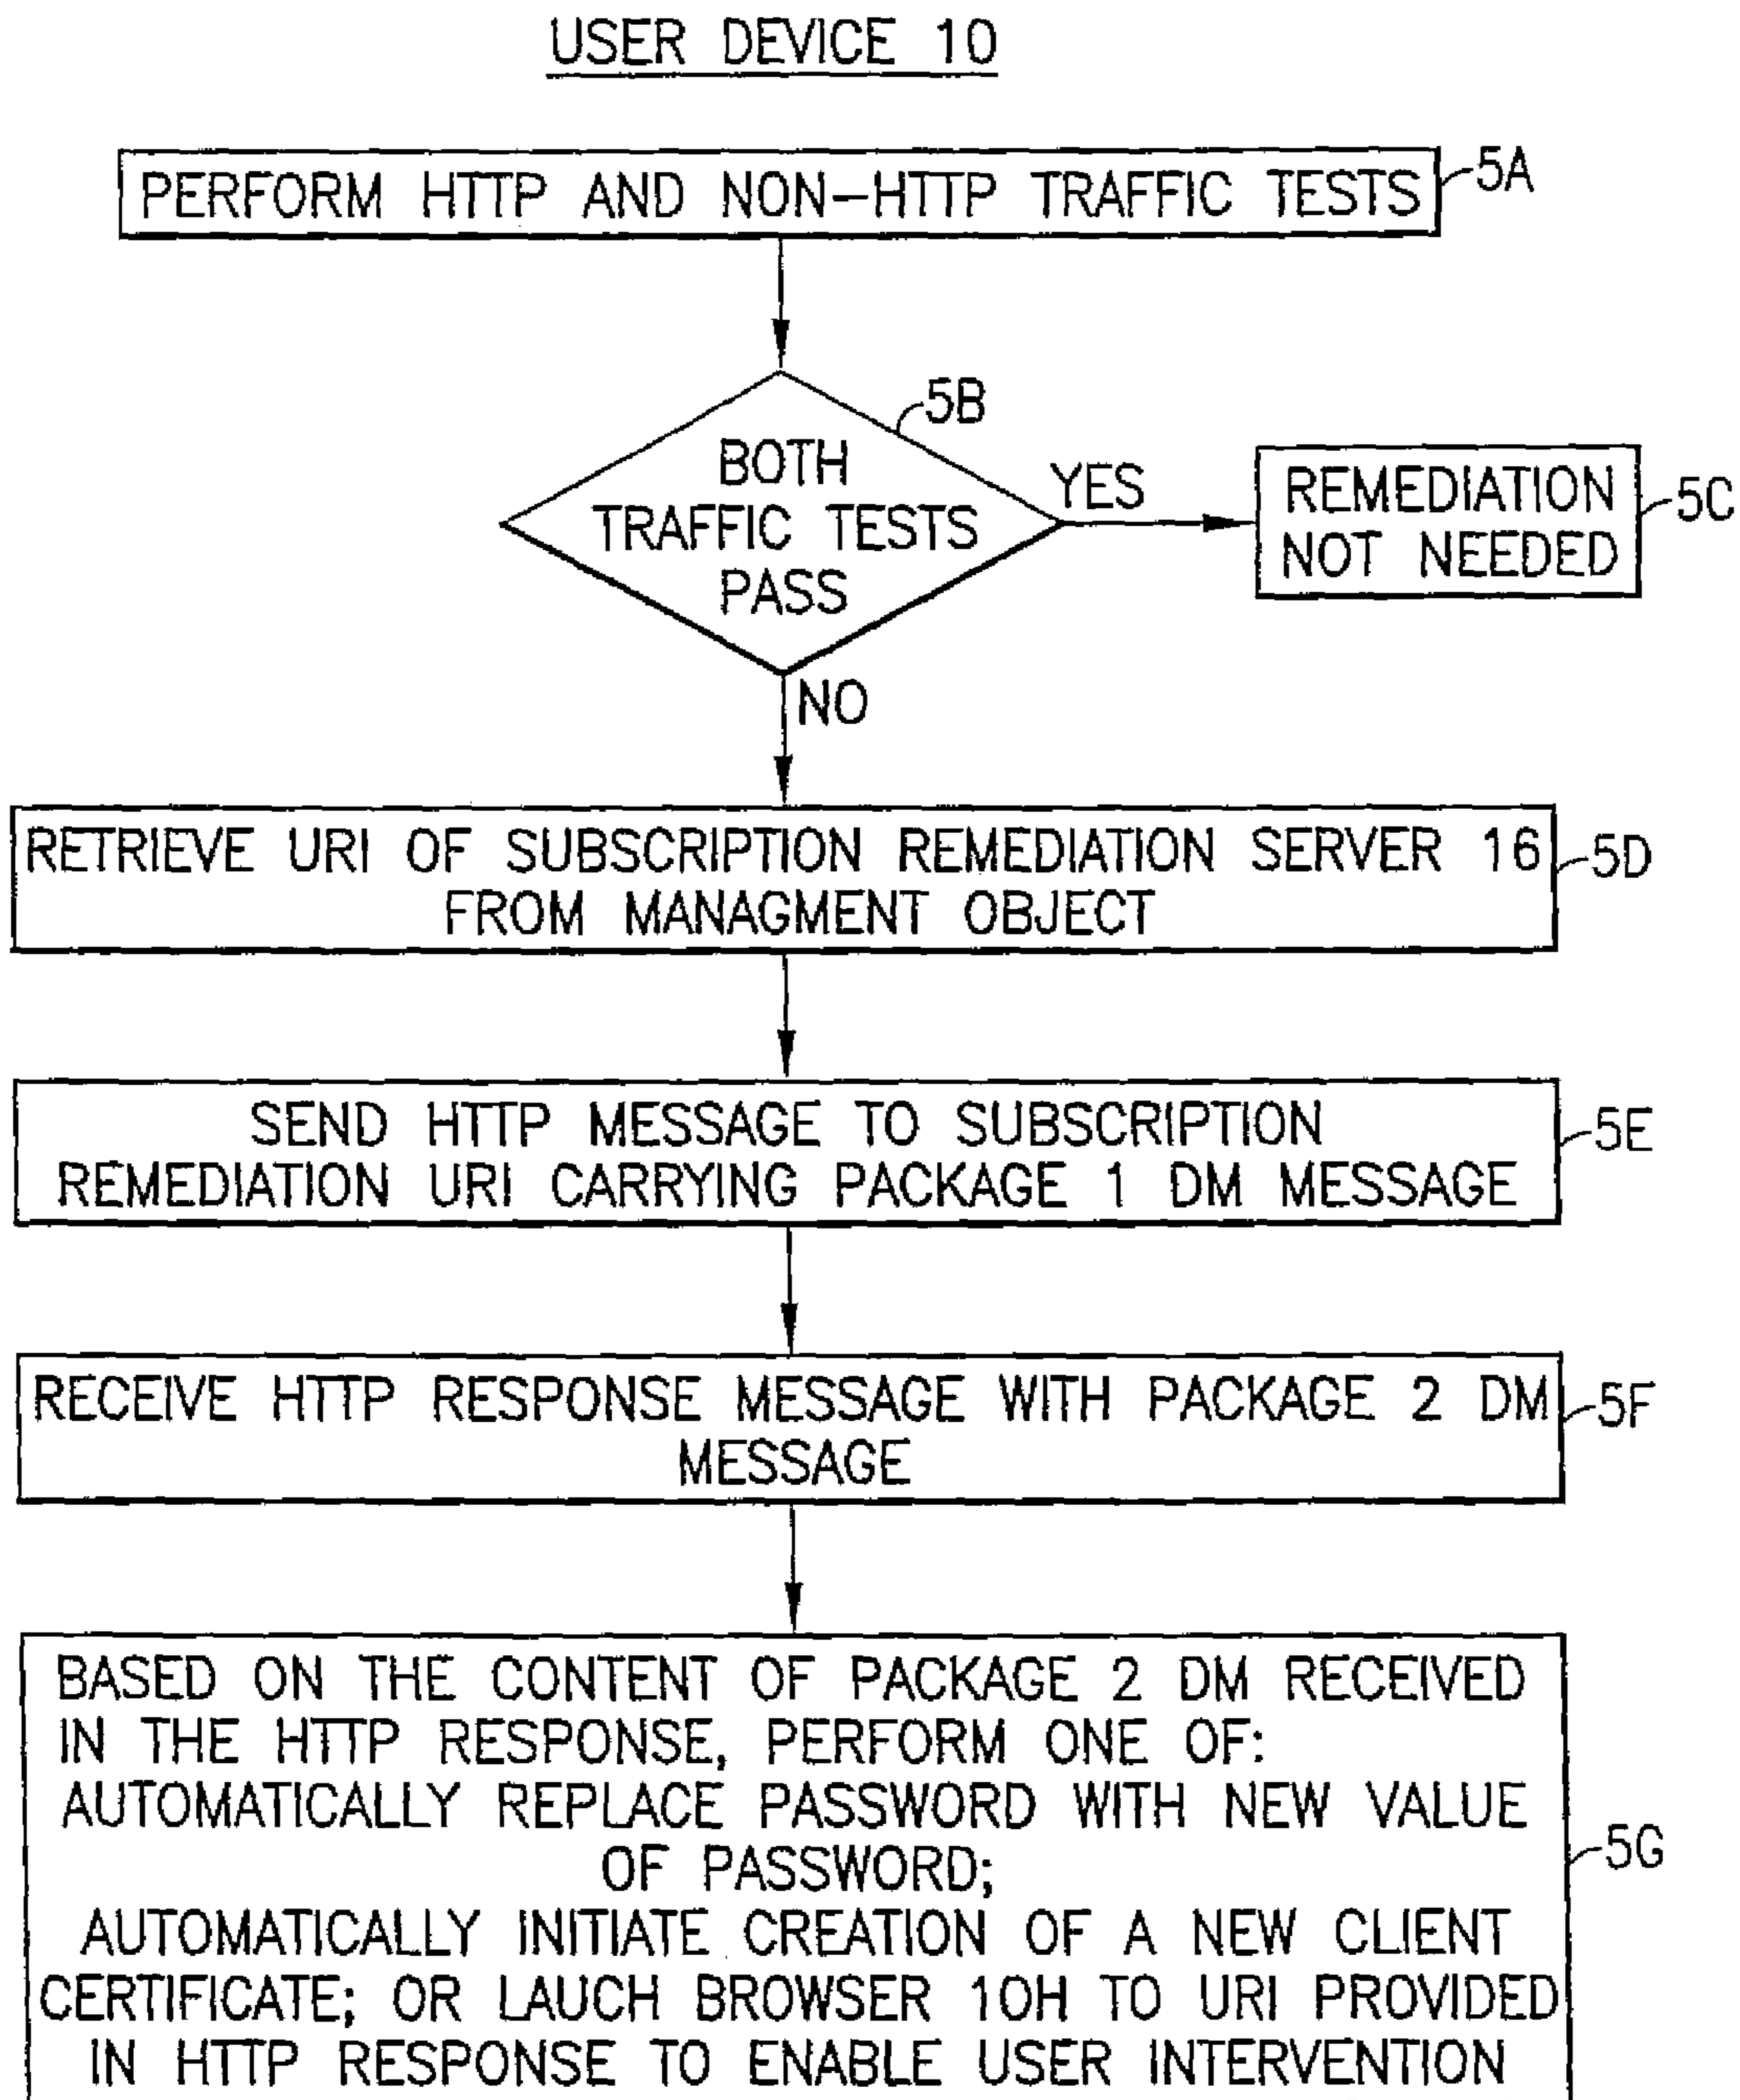 USER DEVICE 10
PERFORM HTTP AND NON-HTTP TRAFFIC TESTS
5A
5B
BOTH
TRAFFIC TESTS
PASS
YES
REMEDIATION
NOT NEEDED
5C
NO
RETRIEVE URI OF SUBSCRIPTION REMEDIATION SERVER 16
FROM MANAGMENT OBJECT
5D
SEND HTTP MESSAGE TO SUBSCRIPTION
REMEDIATION URI CARRYING PACKAGE 1 DM MESSAGE
5E
RECEIVE HTTP RESPONSE MESSAGE WITH PACKAGE 2 DM
MESSAGE
5F
BASED ON THE CONTENT OF PACKAGE 2 DM RECEIVED
IN THE HTTP RESPONSE, PERFORM ONE OF:
AUTOMATICALLY REPLACE PASSWORD WITH NEW VALUE
OF PASSWORD;
AUTOMATICALLY INITIATE CREATION OF A NEW CLIENT
CERTIFICATE; OR LAUCH BROWSER 10H TO URI PROVIDED
IN HTTP RESPONSE TO ENABLE USER INTERVENTION
5G